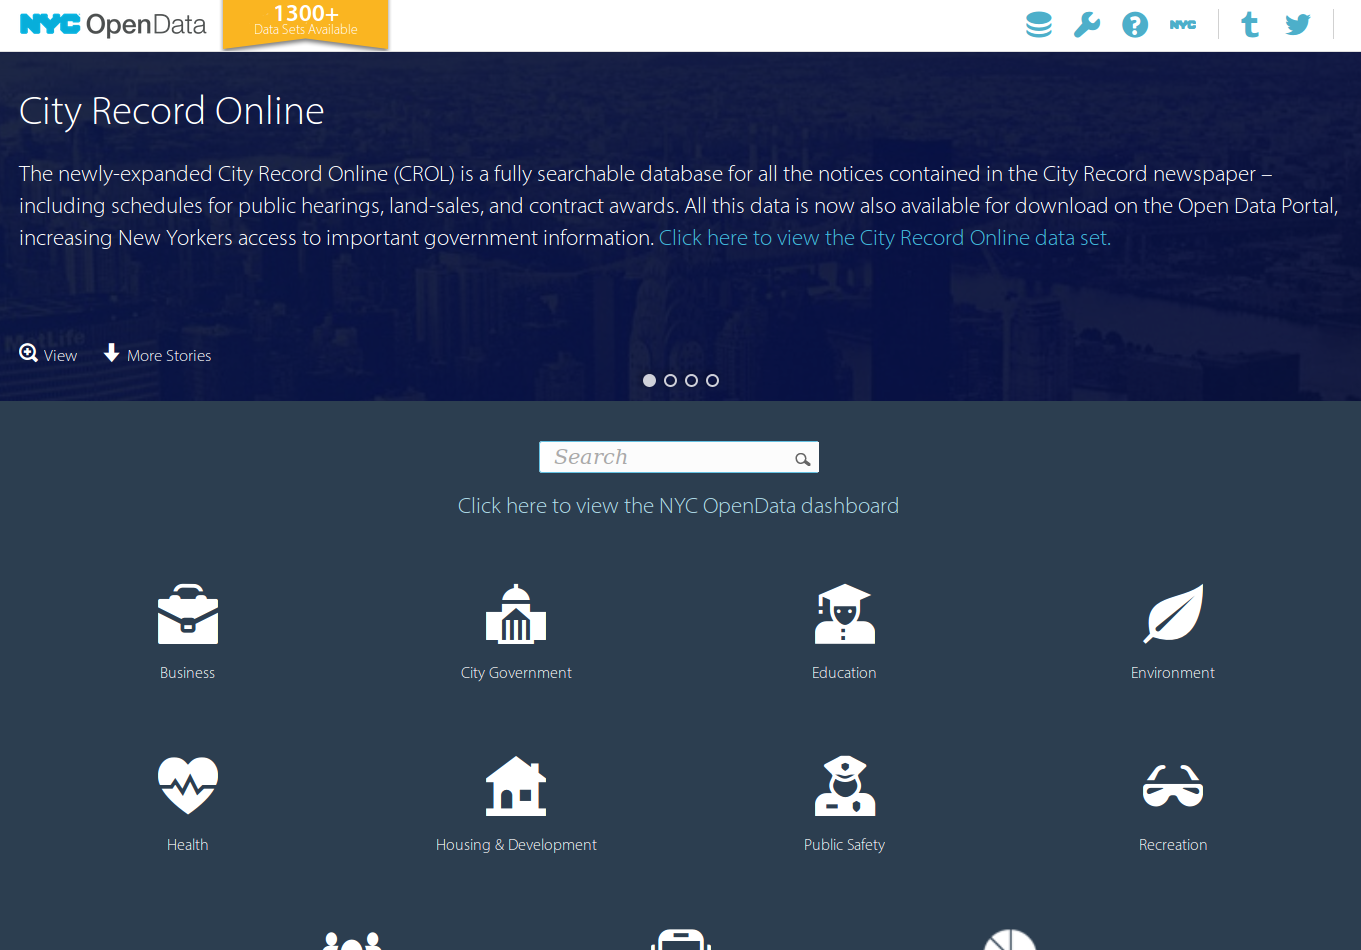 NYC OpenData
1300+
Data Sets Available
NYC
City Record Online
The newly-expanded City Record Online (CROL) is a fully searchable database for all the notices contained in the City Record newspaper –
including schedules for public hearings, land-sales, and contract awards. All this data is now also available for download on the Open Data Portal,
increasing New Yorkers access to important government information. Click here to view the City Record Online data set.
MetLife
View More Stories
Search
Click here to view the NYC OpenData dashboard
Business City Government Education Environment
Health Housing & Development Public Safety Recreation